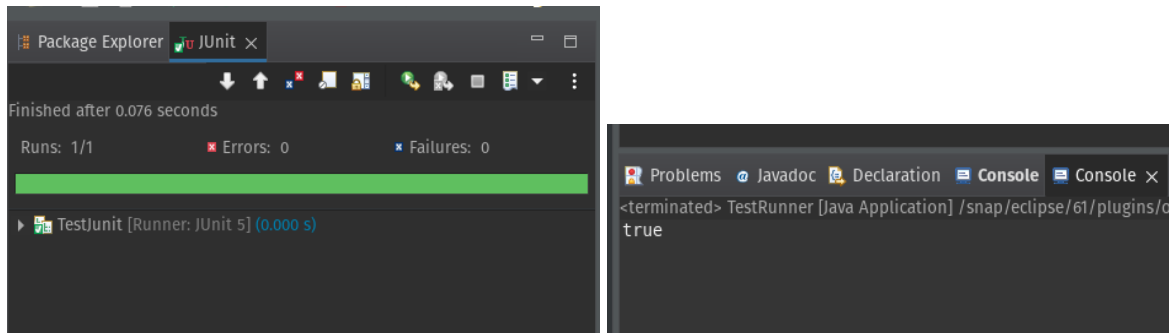 Package Explorer JUnit
Finished after 0.076 seconds
Runs: 1/1 Errors: 0 Failures: 0
TestJunit [Runner: JUnit 5] (0.000 s)
Problems Javadoc Declaration Console Console
<terminated> TestRunner [Java Application] /snap/eclipse/61/plugins/
true